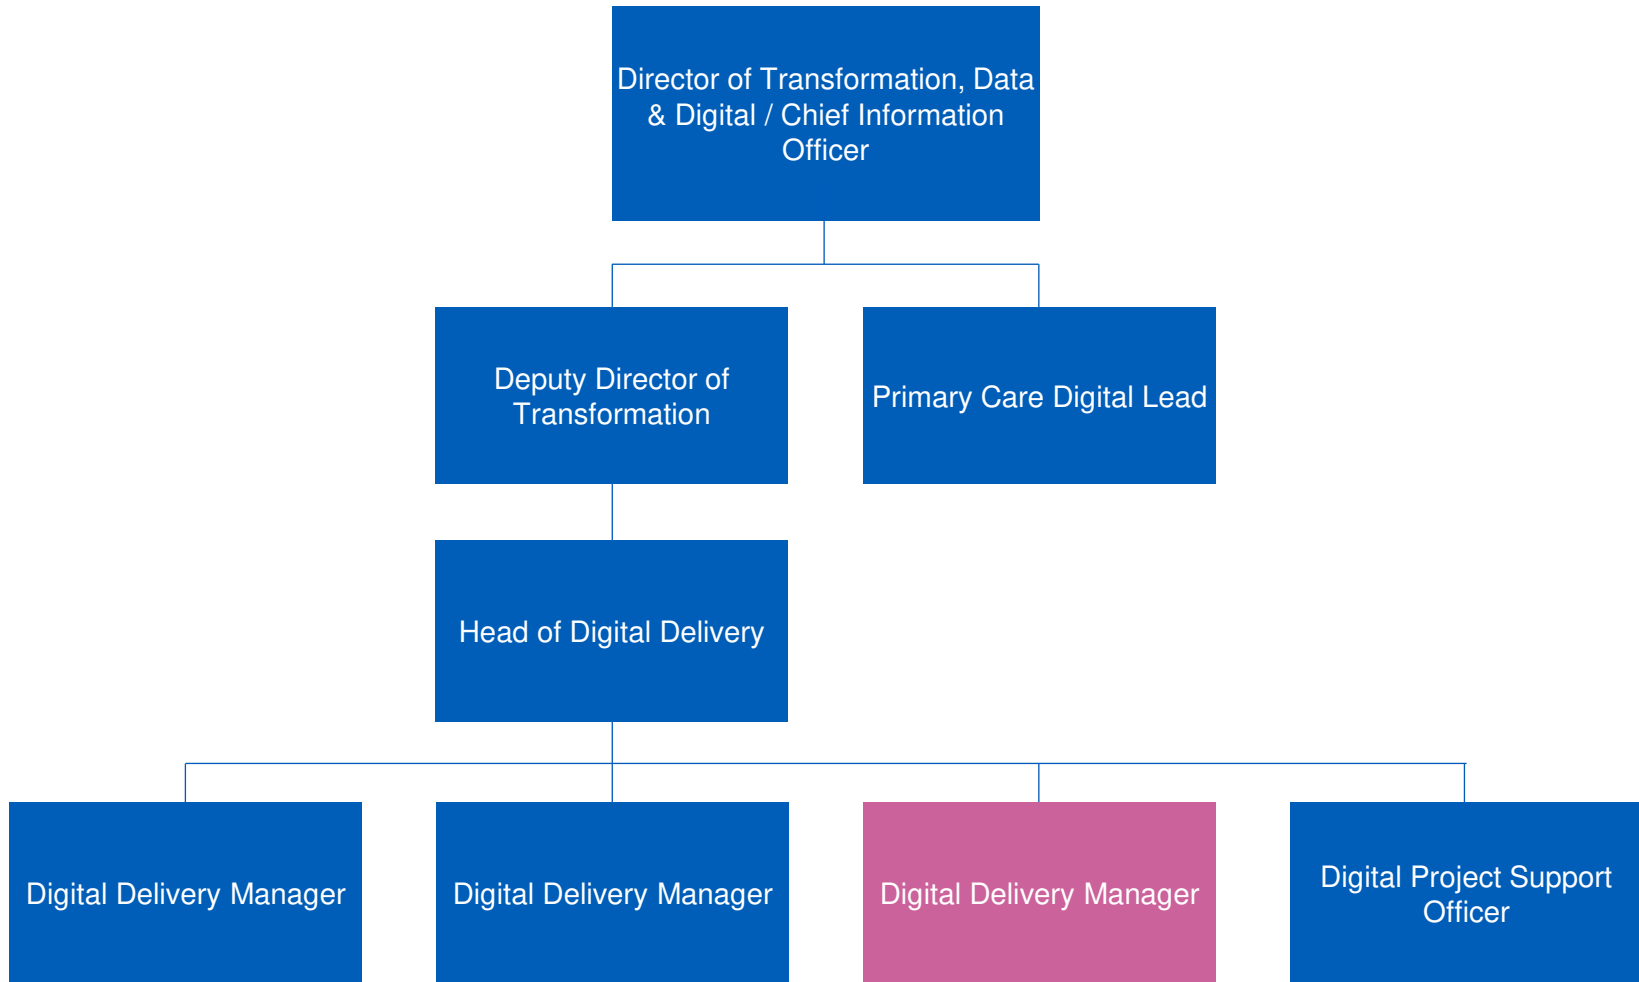 Director of Transformation, Data
& Digital / Chief Information
Officer
Deputy Director of
Transformation
Primary Care Digital Lead
Head of Digital Delivery
Digital Delivery Manager
Digital Delivery Manager
Digital Delivery Manager
Digital Project Support
Officer